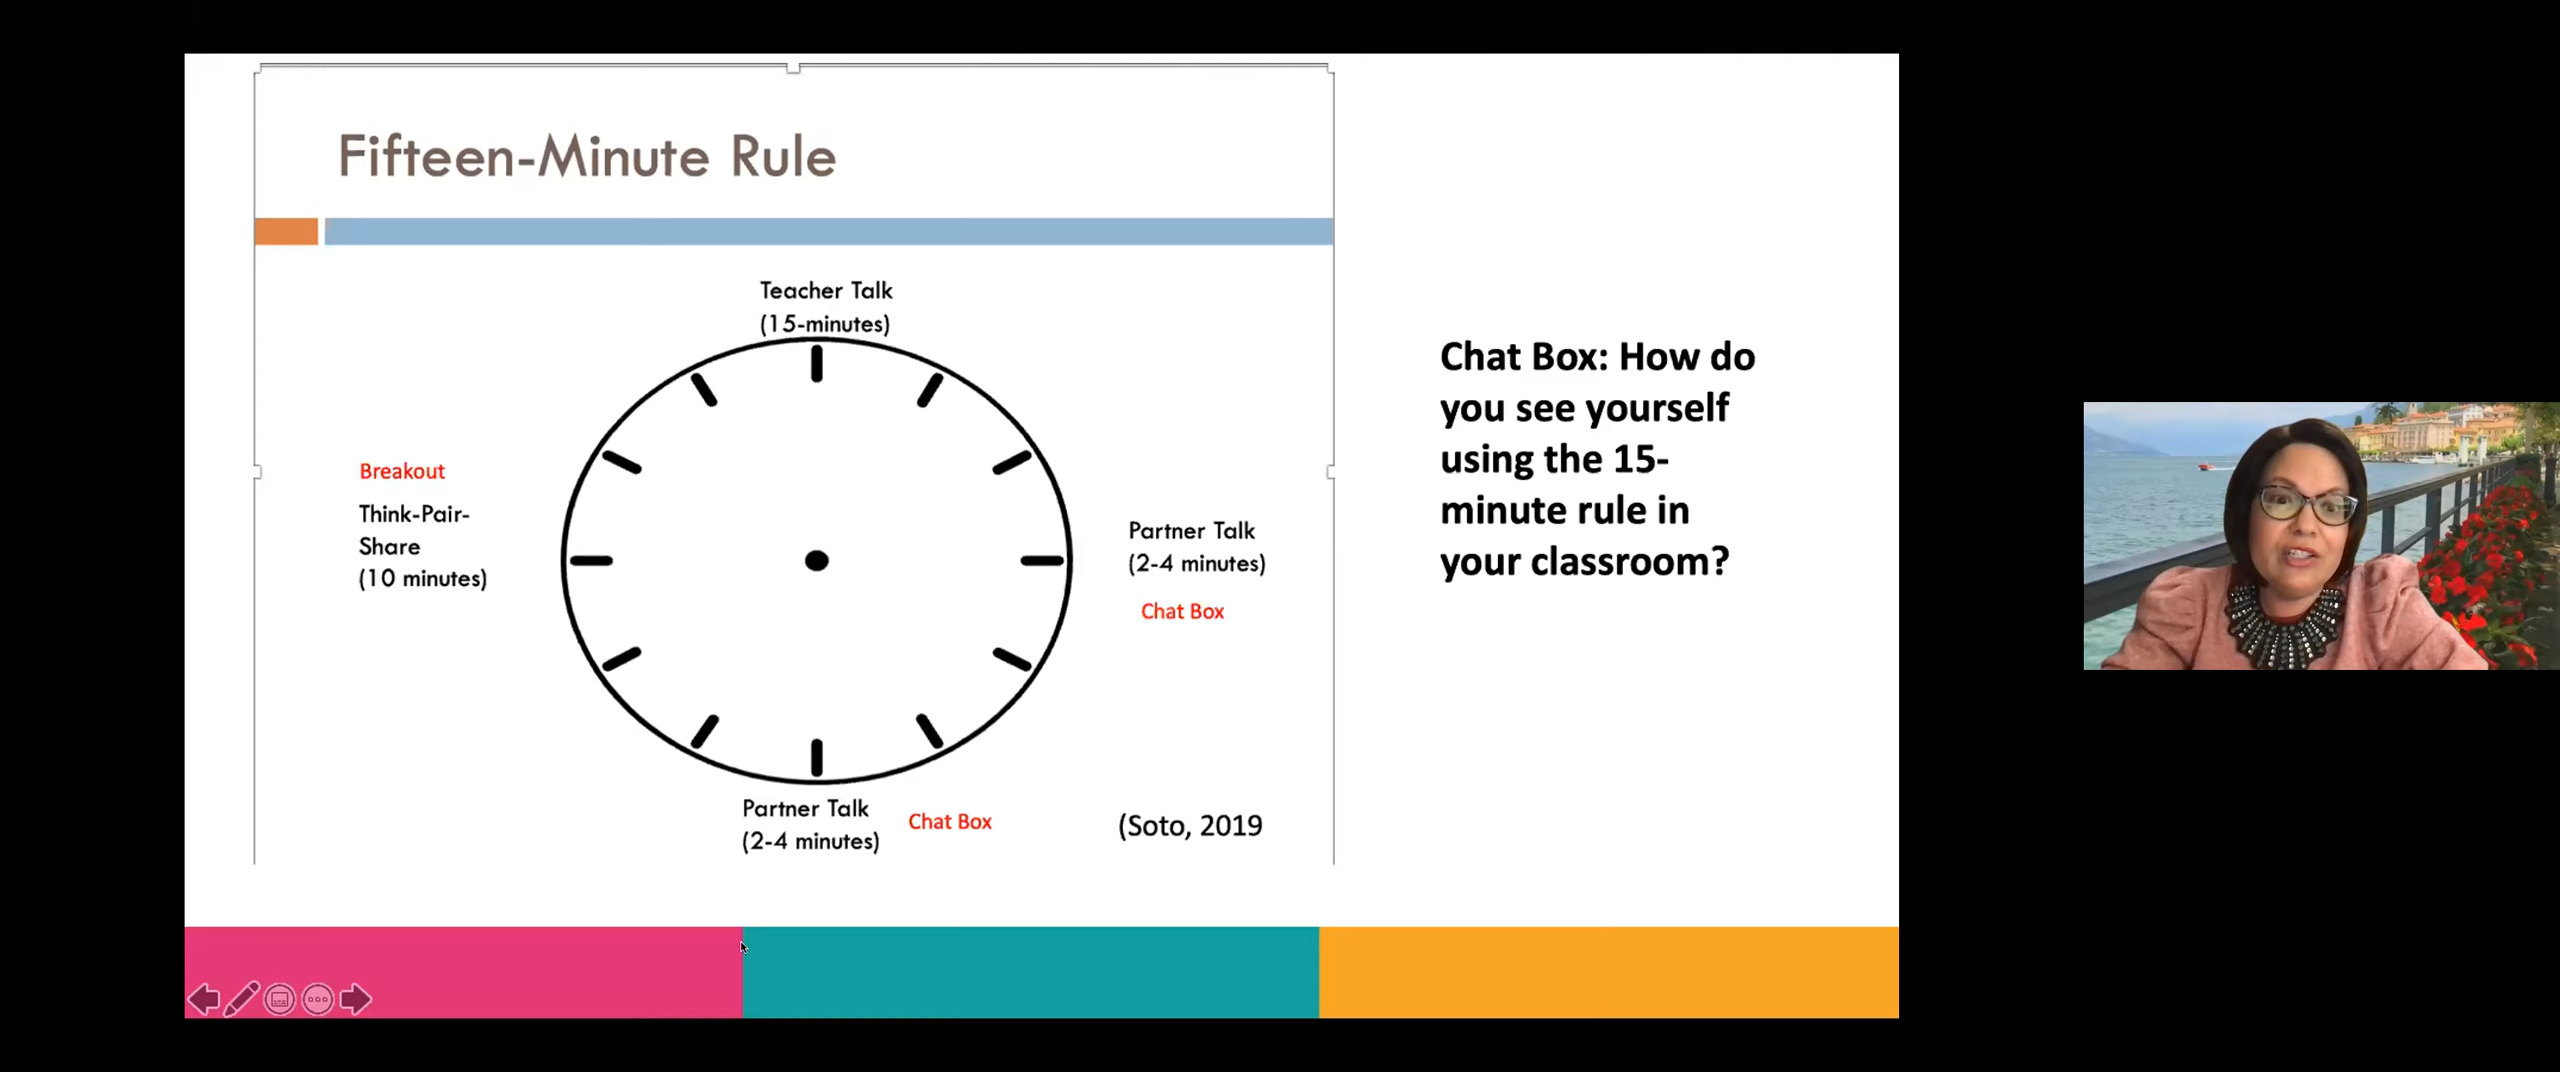 Fifteen-Minute Rule
Teacher Talk
(15-minutes)
Breakout
Think-Pair-
Share
(10 minutes)
Partner Talk
(2-4 minutes)
Chat Box
Partner Talk
(2-4 minutes)
Chat Box
(Soto, 2019
Chat Box: How do
you see yourself
using the 15-
minute rule in
your classroom?